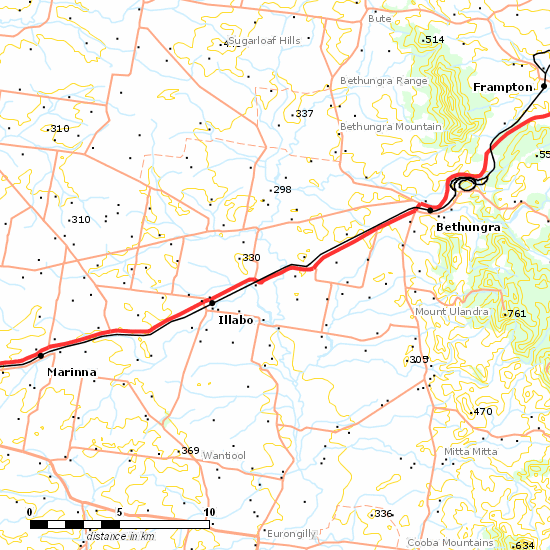 Bute
Sugarloaf Hills
514
Bethungra Range
Frampton
337
310
Bethungra Mountain
298
310
Bethungra
330
Mount Ulandra
761
Illabo
305
Marinna
470
369
Wantiool
Mitta Mitta
0 5 10
336
distance in km
Eurongilly
Cooba Mountains
634